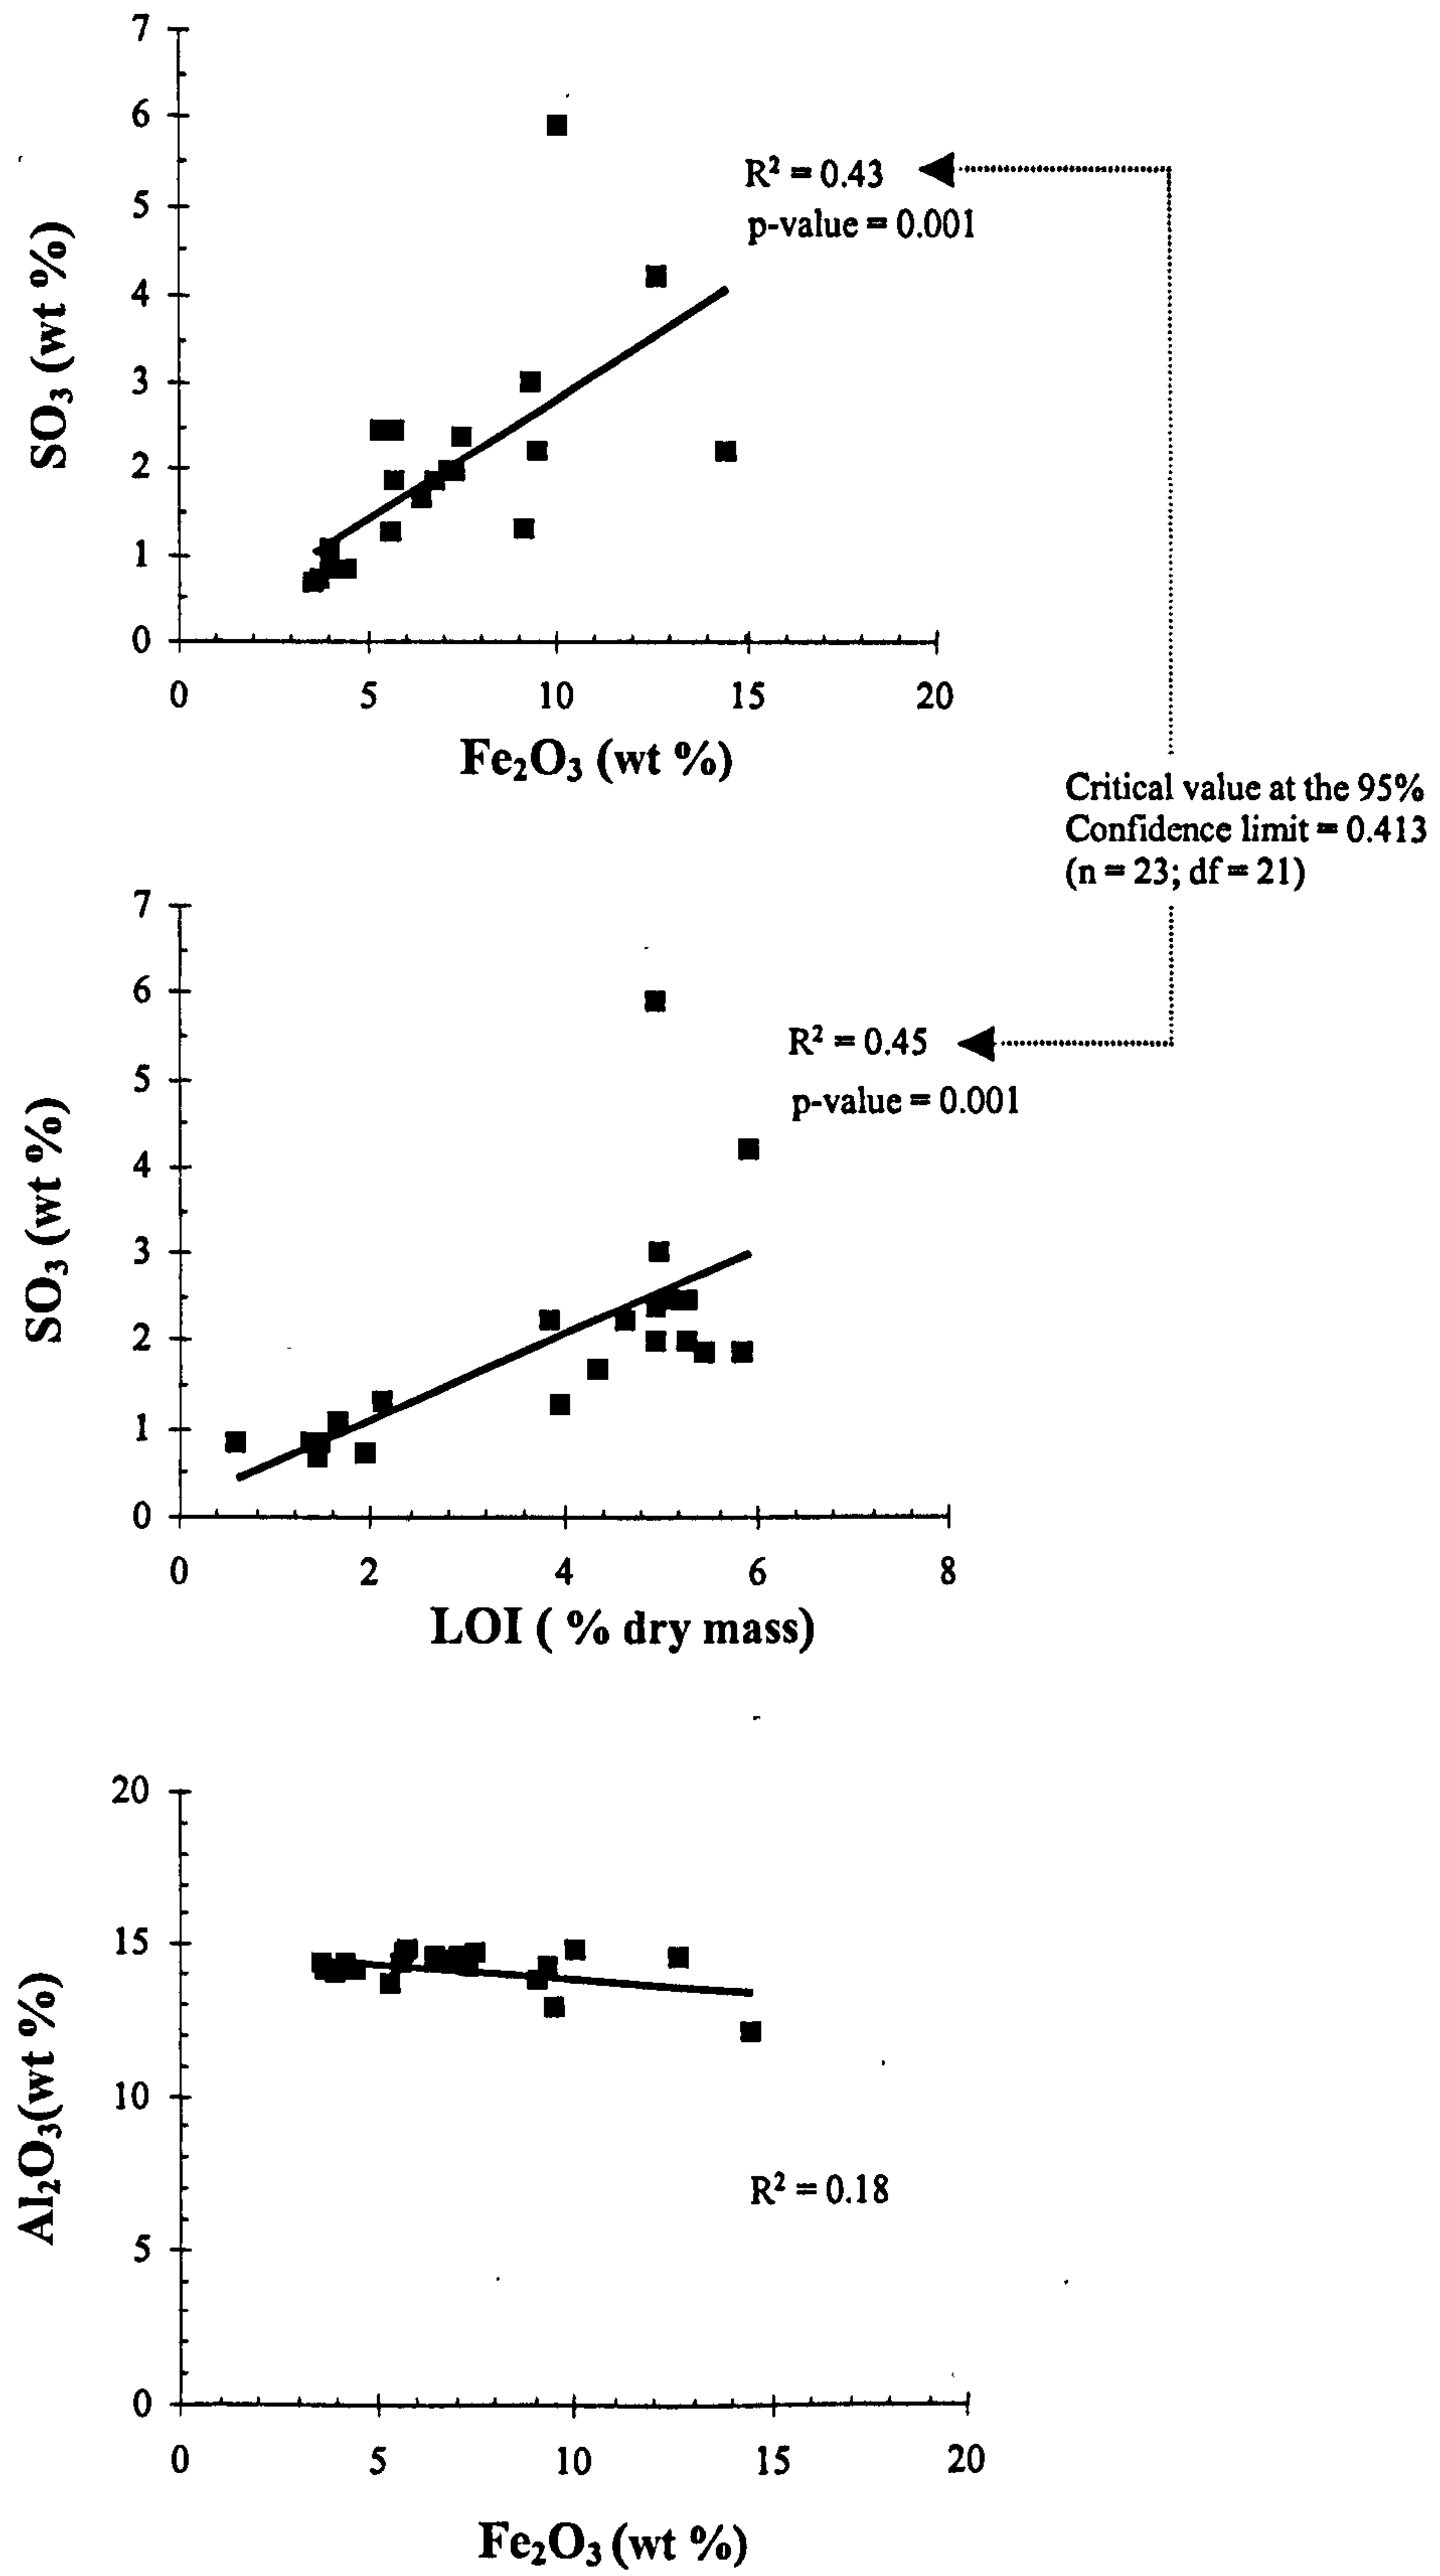 7
6
5
4
3
2
1
0
SO₃ (wt %)
R² = 0.43
p-value = 0.001
0 5 10 15 20
Fe₂O₃ (wt %)
Critical value at the 95%
Confidence limit = 0.413
(n = 23; df = 21)
7
6
5
4
3
2
1
0
SO₃ (wt %)
R² = 0.45
p-value = 0.001
0 2 4 6 8
LOI ( % dry mass)
20
15
10
5
0
Al₂O₃(wt %)
R² = 0.18
0 5 10 15 20
Fe₂O₃ (wt %)